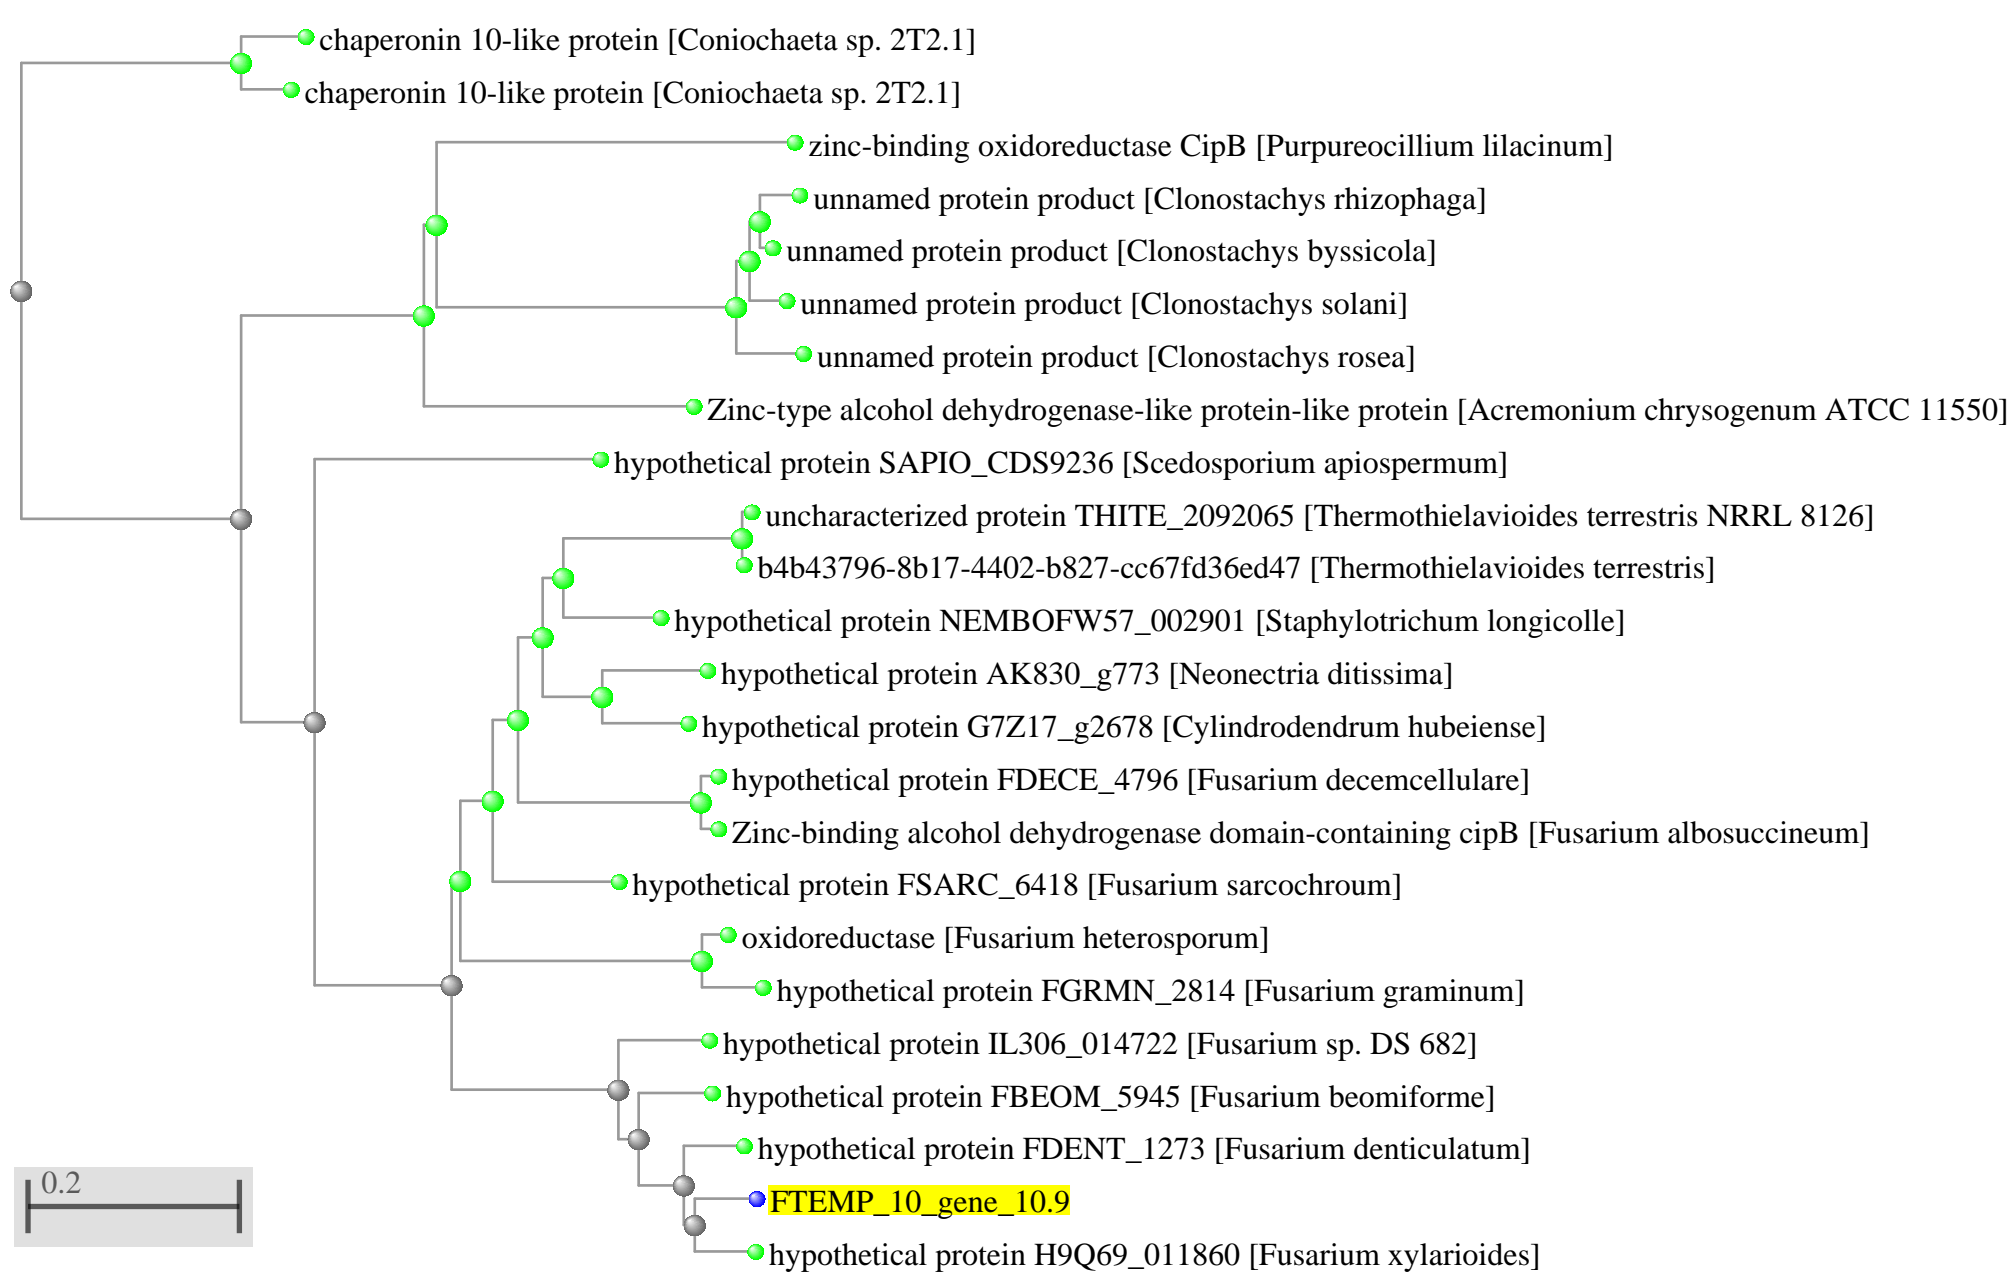 chaperonin 10-like protein [Coniochaeta sp. 2T2.1]
chaperonin 10-like protein [Coniochaeta sp. 2T2.1]
zinc-binding oxidoreductase CipB [Purpureocillium lilacinum]
unnamed protein product [Clonostachys rhizophaga]
unnamed protein product [Clonostachys byssicola]
unnamed protein product [Clonostachys solani]
unnamed protein product [Clonostachys rosea]
Zinc-type alcohol dehydrogenase-like protein-like protein [Acremonium chrysogenum ATCC 11550]
hypothetical protein SAPIO_CDS9236 [Scedosporium apiospermum]
uncharacterized protein THITE_2092065 [Thermothielavioides terrestris NRRL 8126]
b4b43796-8b17-4402-b827-cc67fd36ed47 [Thermothielavioides terrestris]
hypothetical protein NEMBOFW57_002901 [Staphylotrichum longicolle]
hypothetical protein AK830_g773 [Neonectria ditissima]
hypothetical protein G7Z17_g2678 [Cylindrodendrum hubeiense]
hypothetical protein FDECE_4796 [Fusarium decemcellulare]
Zinc-binding alcohol dehydrogenase domain-containing cipB [Fusarium albosuccineum]
hypothetical protein FSARC_6418 [Fusarium sarcochroum]
oxidoreductase [Fusarium heterosporum]
hypothetical protein FGRMN_2814 [Fusarium graminum]
hypothetical protein IL306_014722 [Fusarium sp. DS 682]
hypothetical protein FBEOM_5945 [Fusarium beomiforme]
hypothetical protein FDENT_1273 [Fusarium denticulatum]
0.2
FTEMP_10_gene_10.9
hypothetical protein H9Q69_011860 [Fusarium xylarioides]